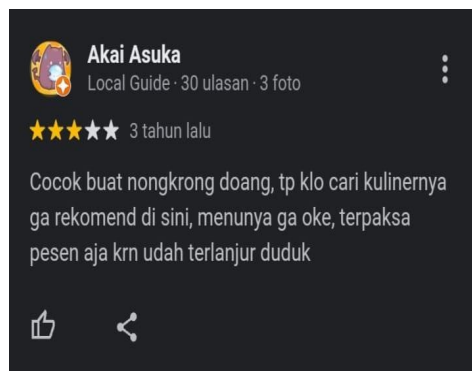 Akai Asuka
Local Guide · 30 ulasan · 3 foto
3 tahun lalu
Cocok buat nongkrong doang, tp klo cari kulinernya
ga rekomend di sini, menunya ga oke, terpaksa
pesen aja krn udah terlanjur duduk